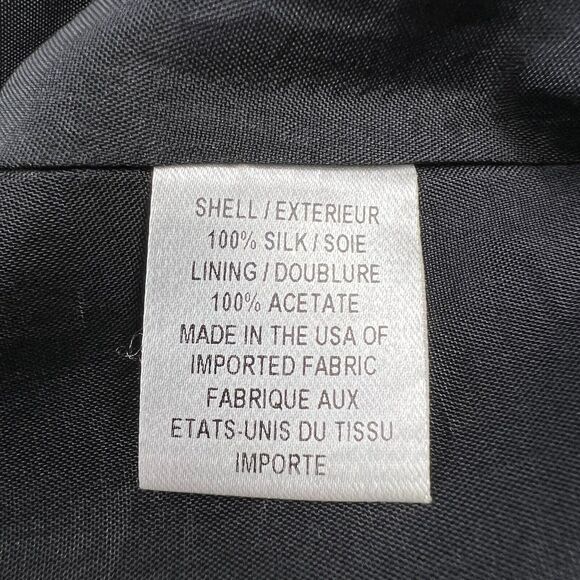 SHELL / EXTERIEUR
100% SILK / SOIE
LINING / DOUBLURE
100% ACETATE
MADE IN THE USA OF
IMPORTED FABRIC
FABRIQUE AUX
ETATS-UNIS DU TISSU
IMPORTE